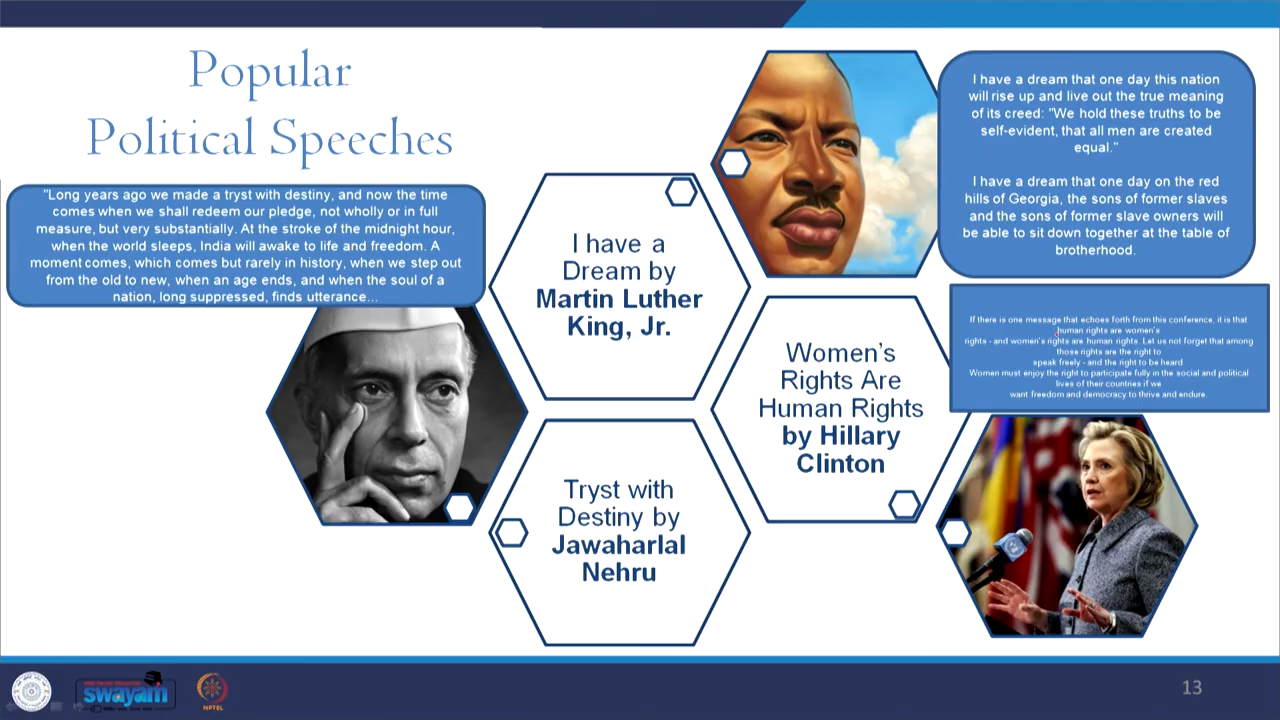 Popular
Political Speeches
"Long years ago we made a tryst with destiny, and now the time
comes when we shall redeem our pledge, not wholly or in full
measure, but very substantially. At the stroke of the midnight hour,
when the world sleeps, India will awake to life and freedom. A
moment comes, which comes but rarely in history, when we step out
from the old to new, when an age ends, and when the soul of a
nation, long suppressed, finds utterance...
I have a
Dream by
Martin Luther
King, Jr.
I have a dream that one day this nation
will rise up and live out the true meaning
of its creed: "We hold these truths to be
self-evident, that all men are created
equal."
I have a dream that one day on the red
hills of Georgia, the sons of former slaves
and the sons of former slave owners will
be able to sit down together at the table of
brotherhood.
Women's
Rights Are
Human Rights
by Hillary
Clinton
If there is one message that echoes forth from this conference, it is that
human rights are women's
rights - and women's rights are human rights. Let us not forget that among
those rights are the right to
speak freely - and the right to be heard.
Women must enjoy the right to participate fully in the social and political
lives of their countries if we
want freedom and democracy to thrive and endure.
Tryst with
Destiny by
Jawaharlal
Nehru
swayam
NPTEL
13